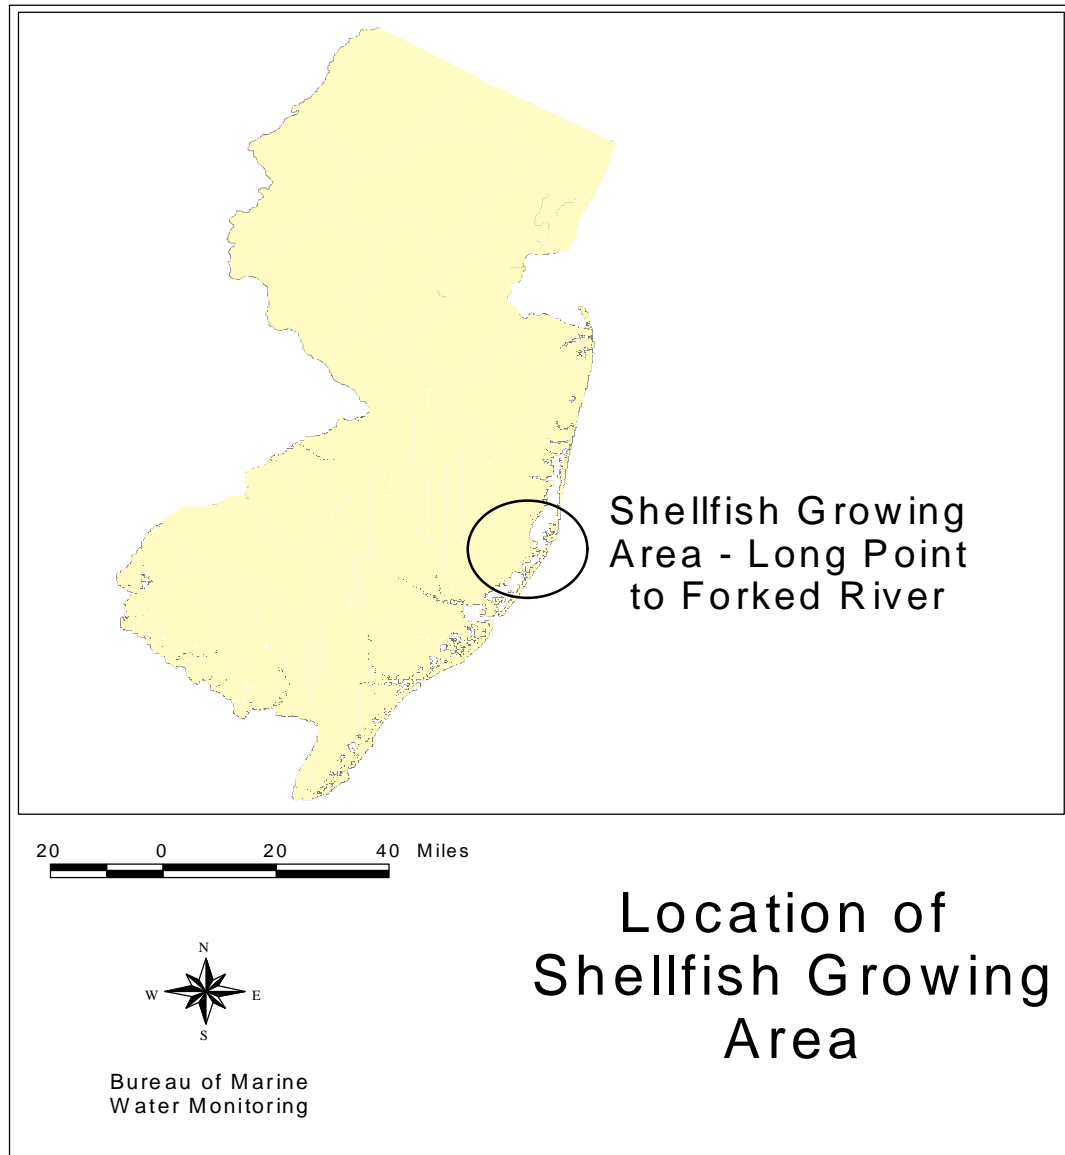 Shellfish Growing
Area - Long Point
to Forked River
20 0 20 40 Miles
Location of
Shellfish Growing
Area
N
W E
S
Bureau of Marine
Water Monitoring